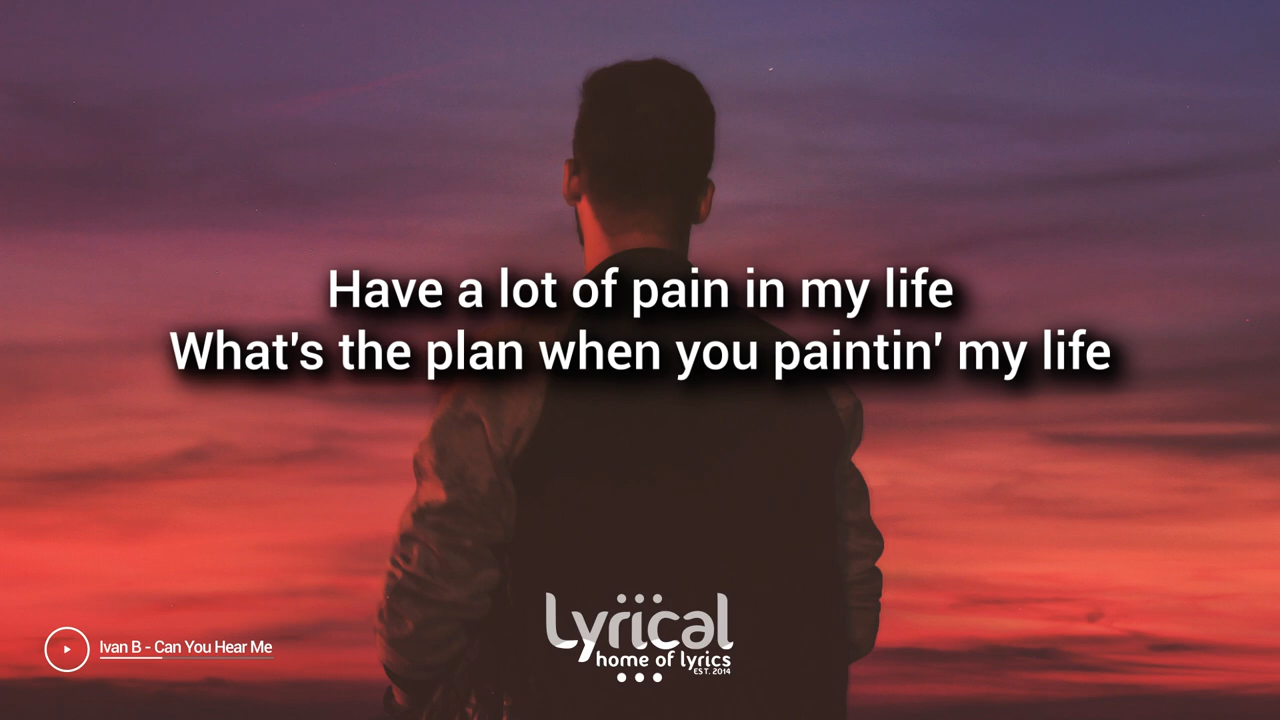 Have a lot of pain in my life
What's the plan when you paintin' my life
Lyrical
home of lyrics
EST. 2014
Ivan B - Can You Hear Me